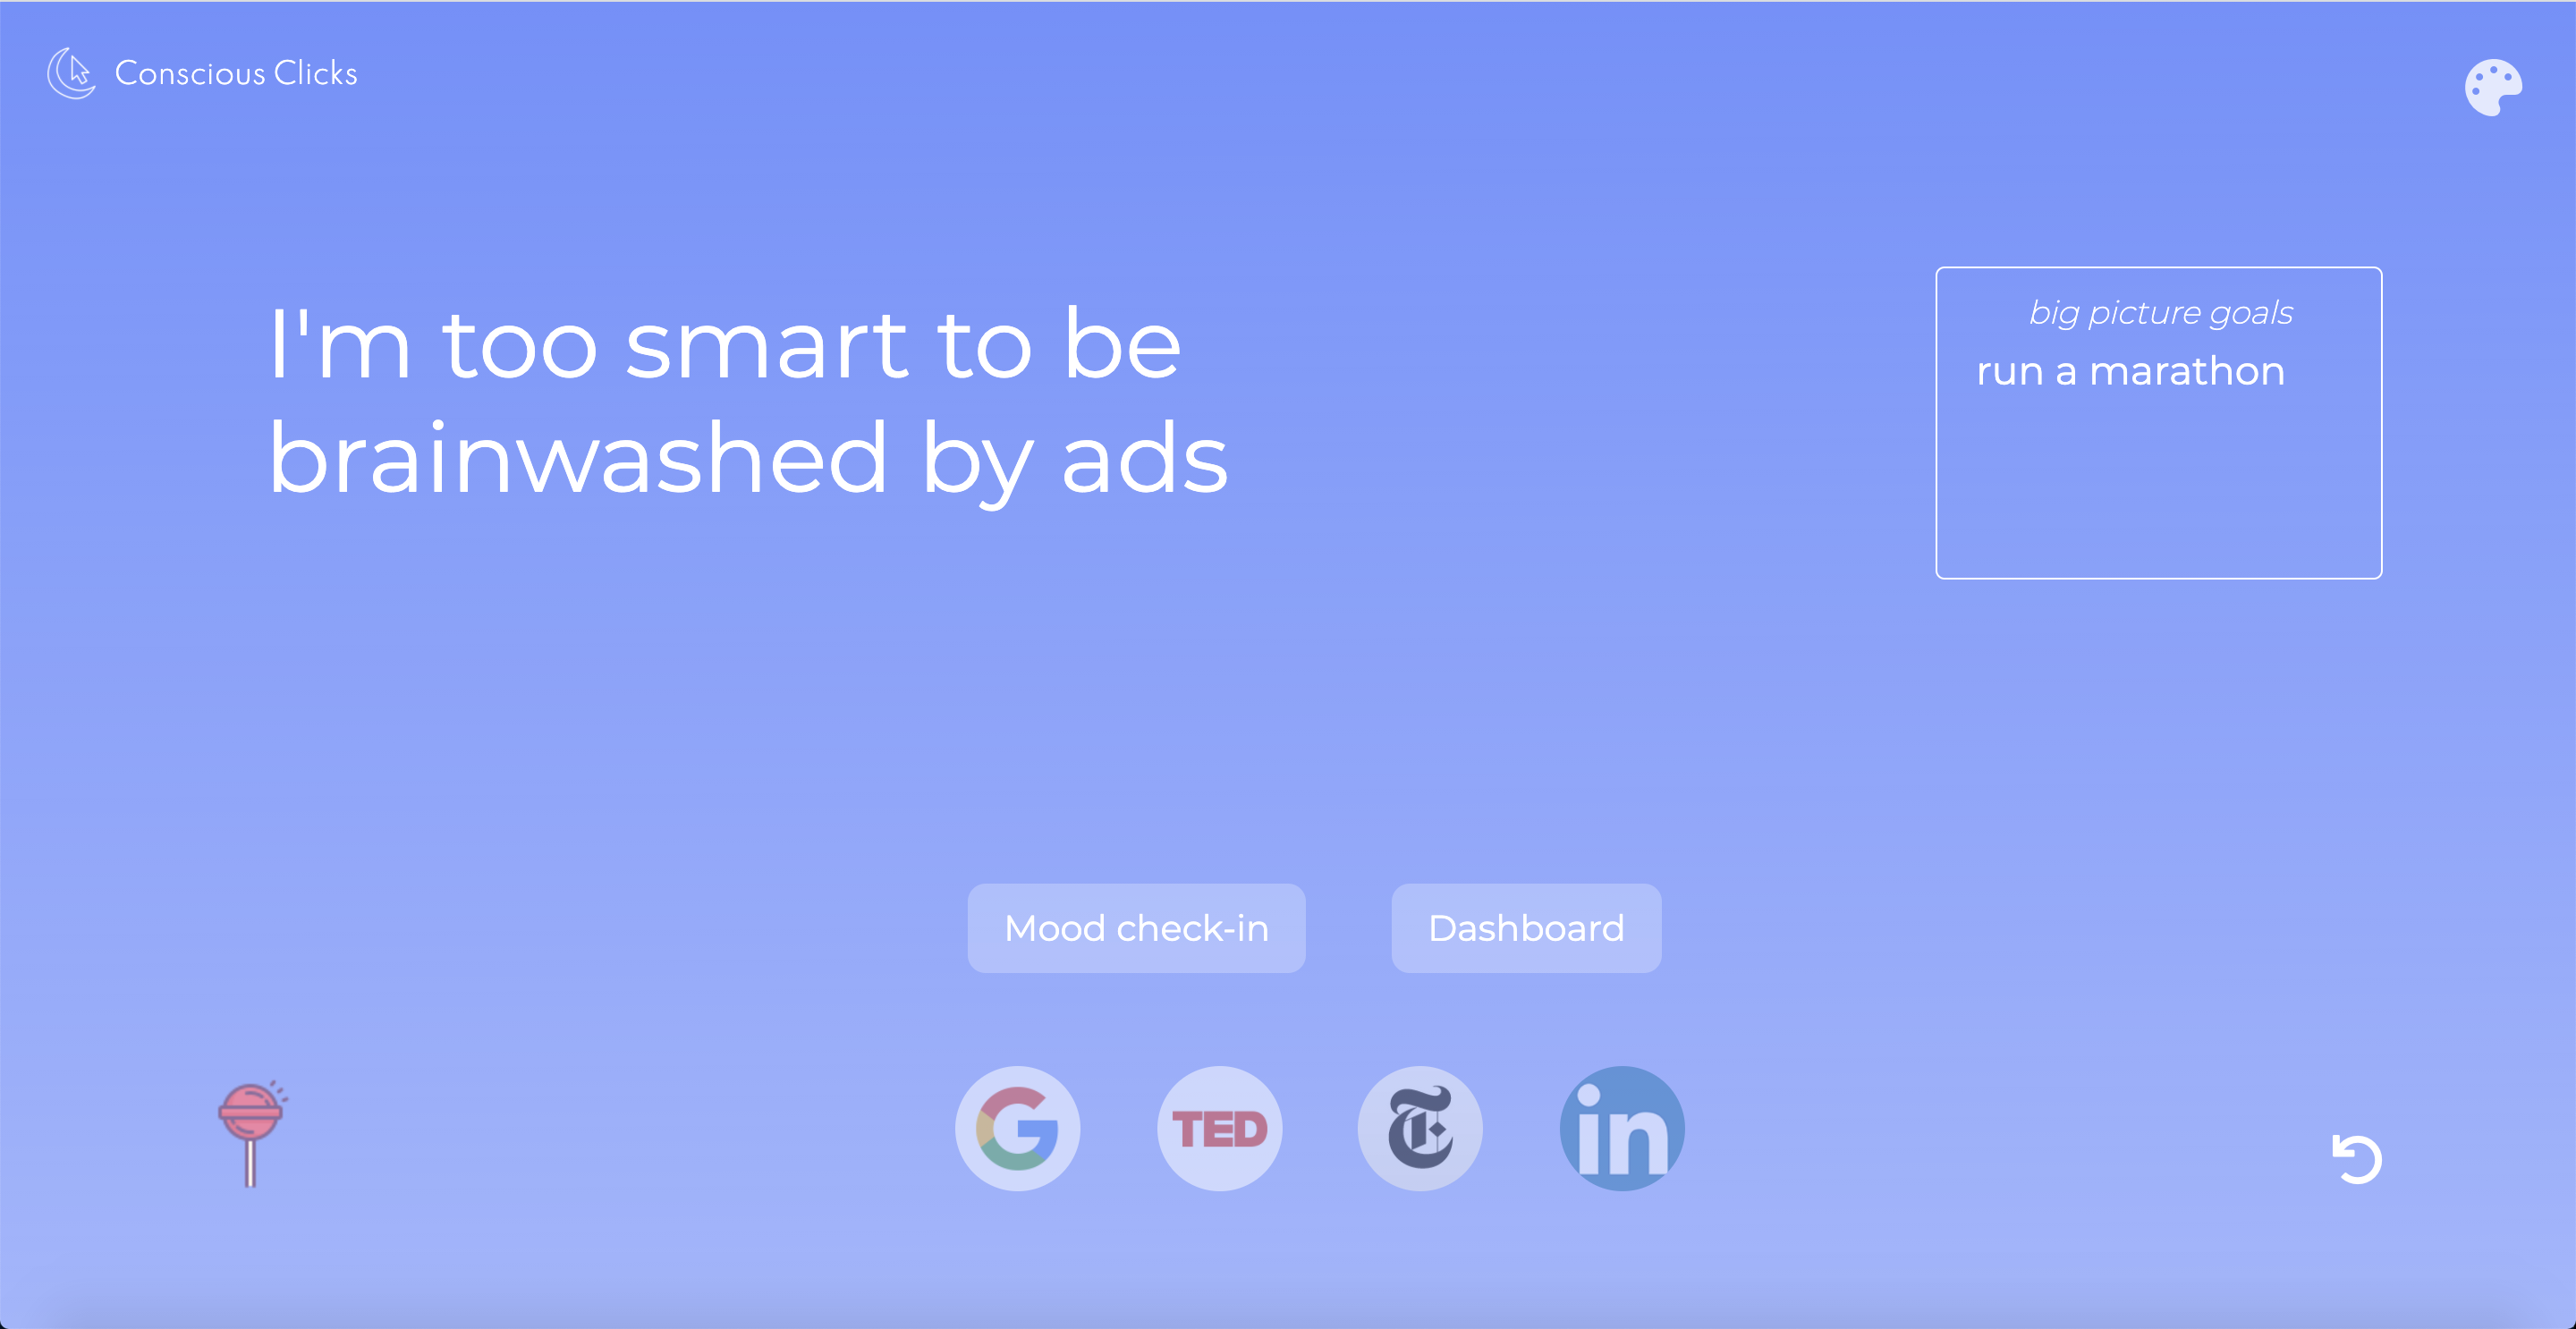 Conscious Clicks
I'm too smart to be
brainwashed by ads
big picture goals
run a marathon
Mood check-in
Dashboard
G
TED
T
in